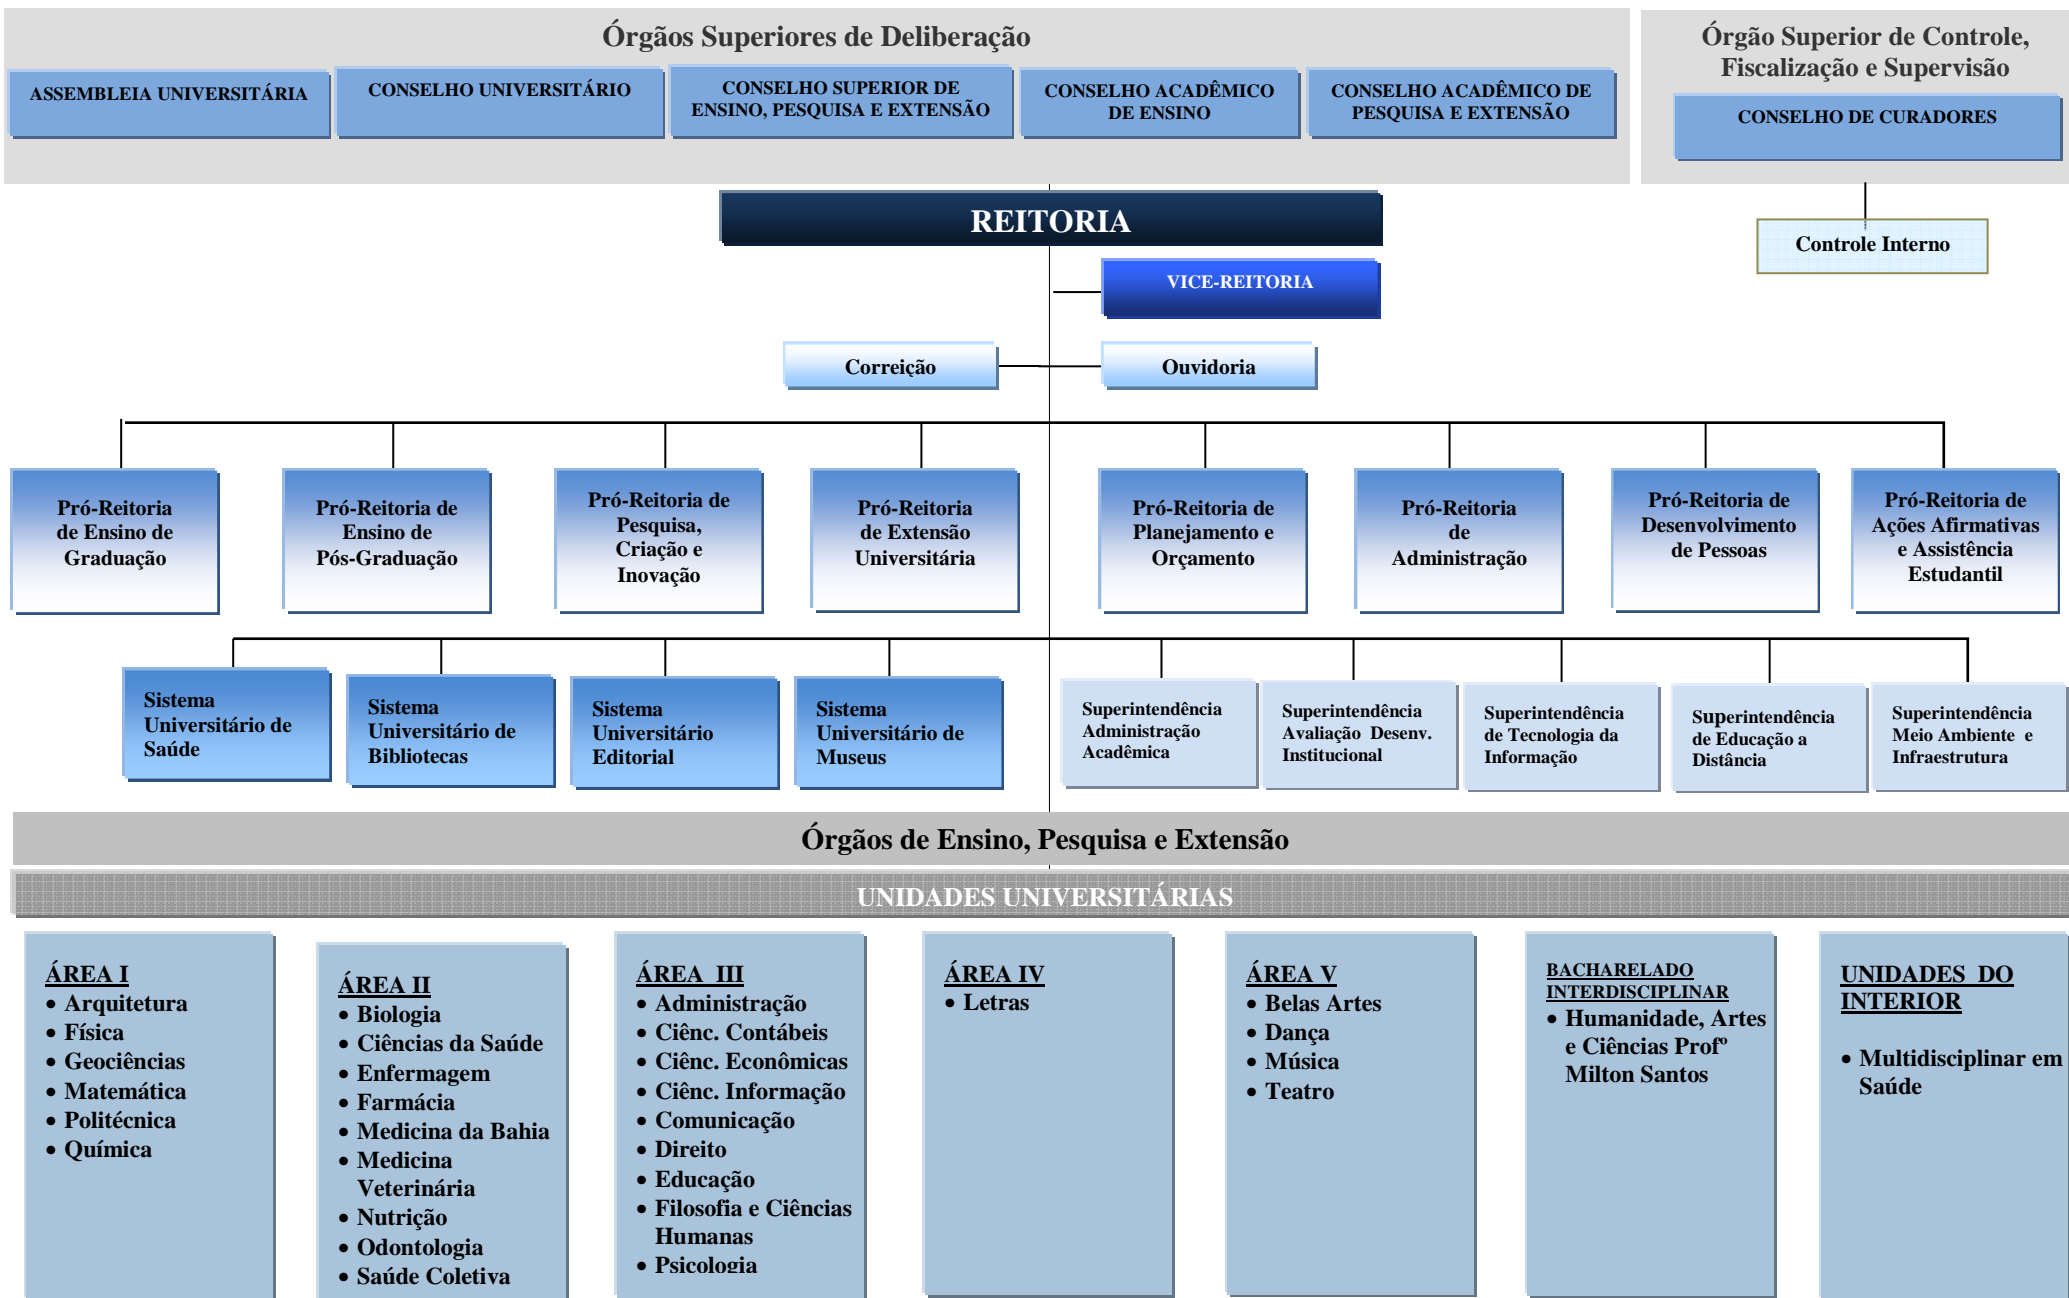 Órgãos Superiores de Deliberação
ASSEMBLEIA UNIVERSITÁRIA
CONSELHO UNIVERSITÁRIO
CONSELHO SUPERIOR DE
ENSINO, PESQUISA E EXTENSÃO
CONSELHO ACADÊMICO
DE ENSINO
CONSELHO ACADÊMICO DE
PESQUISA E EXTENSÃO
Órgão Superior de Controle,
Fiscalização e Supervisão
CONSELHO DE CURADORES
Controle Interno
REITORIA
VICE-REITORIA
Correição
Ouvidoria
Pró-Reitoria
de Ensino de
Graduação
Pró-Reitoria de
Ensino de
Pós-Graduação
Pró-Reitoria de
Pesquisa,
Criação e
Inovação
Pró-Reitoria
de Extensão
Universitária
Pró-Reitoria de
Planejamento e
Orçamento
Pró-Reitoria
de
Administração
Pró-Reitoria de
Desenvolvimento
de Pessoas
Pró-Reitoria de
Ações Afirmativas
e Assistência
Estudantil
Sistema
Universitário de
Saúde
Sistema
Universitário de
Bibliotecas
Sistema
Universitário
Editorial
Sistema
Universitário de
Museus
Superintendência
Administração
Acadêmica
Superintendência
Avaliação Desenv.
Institucional
Superintendência
de Tecnologia da
Informação
Superintendência
de Educação a
Distância
Superintendência
Meio Ambiente e
Infraestrutura
Órgãos de Ensino, Pesquisa e Extensão
UNIDADES UNIVERSITÁRIAS
ÁREA I
• Arquitetura
• Física
• Geociências
• Matemática
• Politécnica
• Química
ÁREA II
• Biologia
• Ciências da Saúde
• Enfermagem
• Farmácia
• Medicina da Bahia
• Medicina
Veterinária
• Nutrição
• Odontologia
• Saúde Coletiva
ÁREA III
• Administração
• Ciênc. Contábeis
• Ciênc. Econômicas
• Ciênc. Informação
• Comunicação
• Direito
• Educação
• Filosofia e Ciências
Humanas
• Psicologia
ÁREA IV
• Letras
ÁREA V
• Belas Artes
• Dança
• Música
• Teatro
BACHARELADO
INTERDISCIPLINAR
• Humanidade, Artes
e Ciências Profº
Milton Santos
UNIDADES DO
INTERIOR
• Multidisciplinar em
Saúde